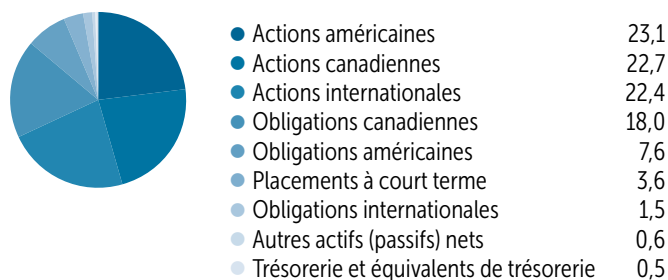 Actions américaines 23,1
Actions canadiennes 22,7
Actions internationales 22,4
Obligations canadiennes 18,0
Obligations américaines 7,6
Placements à court terme 3,6
Obligations internationales 1,5
Autres actifs (passifs) nets 0,6
Trésorerie et équivalents de trésorerie 0,5